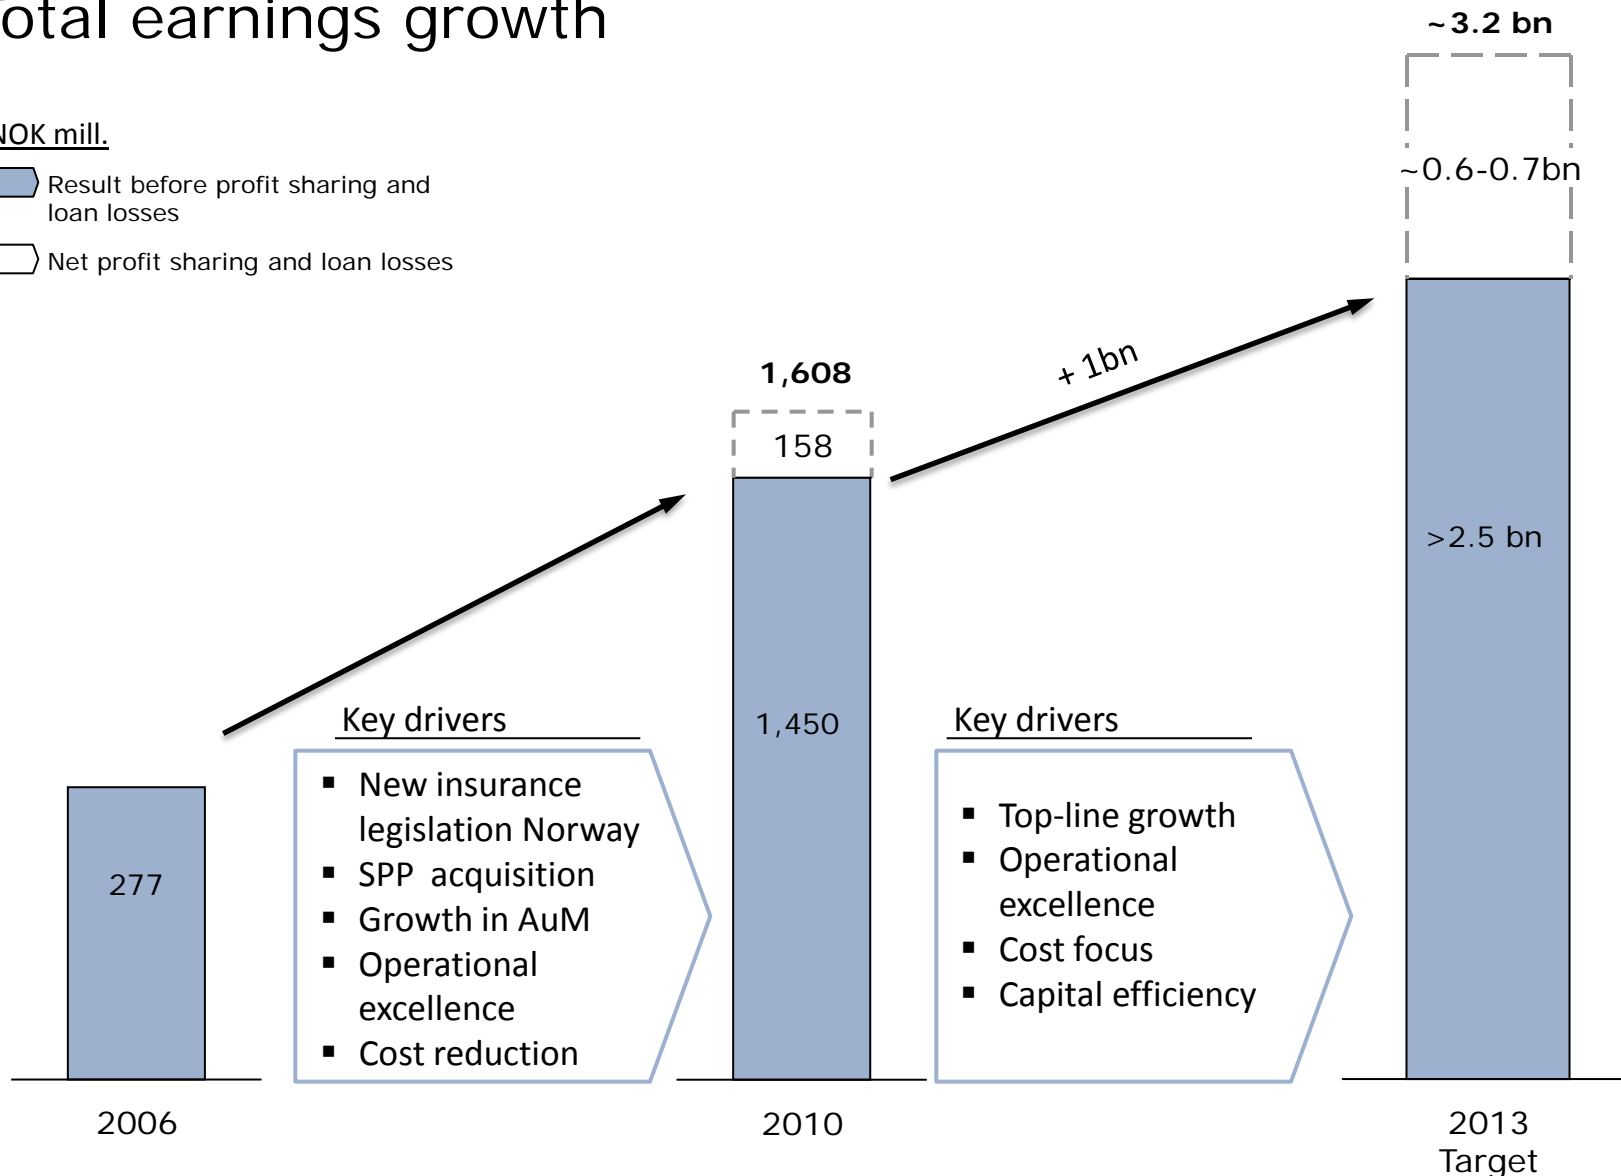 Total earnings growth
~3.2 bn
NOK mill.
Result before profit sharing and
loan losses
Net profit sharing and loan losses
~0.6-0.7bn
+ 1bn
1,608
158
>2.5 bn
1,450
277
Key drivers
▪ New insurance
legislation Norway
▪ SPP acquisition
▪ Growth in AuM
▪ Operational
excellence
▪ Cost reduction
Key drivers
▪ Top-line growth
▪ Operational
excellence
▪ Cost focus
▪ Capital efficiency
2006
2010
2013
Target